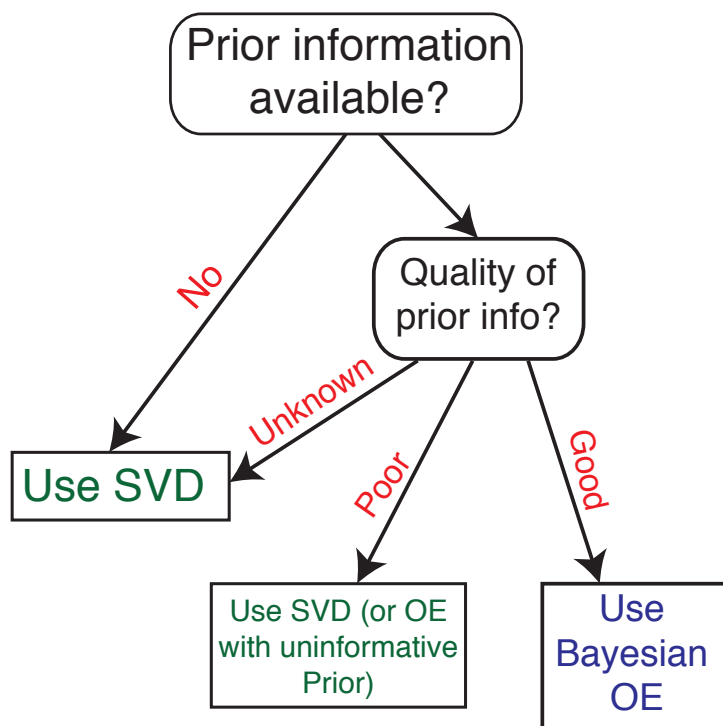 Prior information
available?
No
Quality of
prior info?
Unknown
Poor
Good
Use SVD
Use SVD (or OE
with uninformative
Prior)
Use
Bayesian
OE